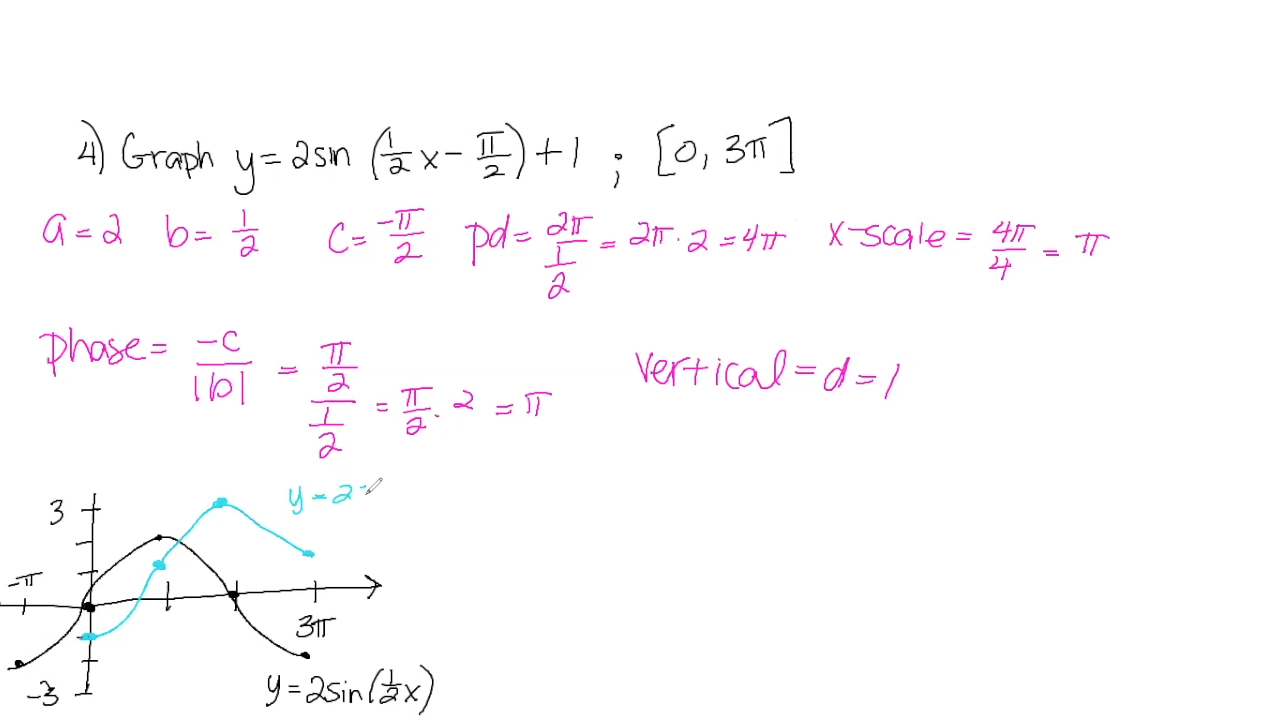 4) Graph y = 2sin (1/2 x - π/2) + 1 ; [0, 3π]
a = 2 b = 1/2 c = -π/2 pd = 2π/(1/2) = 2π · 2 = 4π x-scale = 4π/4 = π
phase = -c/|b| = (π/2)/(1/2) = π/2 · 2 = π vertical = d = 1
y = 2
3
-π
3π
-3
y = 2sin(1/2 x)